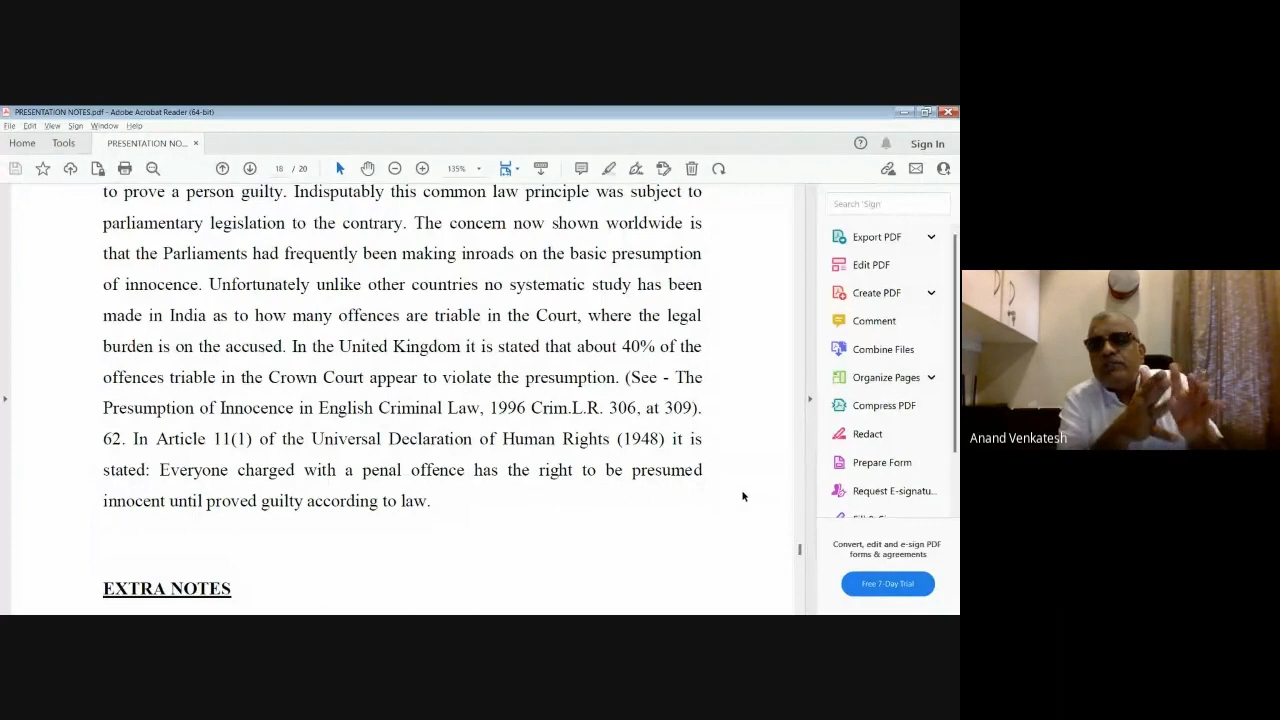 PRESENTATION NOTES.pdf - Adobe Acrobat Reader (64-bit)
File Edit View Sign Window Help
Home Tools PRESENTATION NO... × Sign In
18 / 20 135%
to prove a person guilty. Indisputably this common law principle was subject to
parliamentary legislation to the contrary. The concern now shown worldwide is
that the Parliaments had frequently been making inroads on the basic presumption
of innocence. Unfortunately unlike other countries no systematic study has been
made in India as to how many offences are triable in the Court, where the legal
burden is on the accused. In the United Kingdom it is stated that about 40% of the
offences triable in the Crown Court appear to violate the presumption. (See - The
Presumption of Innocence in English Criminal Law, 1996 Crim.L.R. 306, at 309).
62. In Article 11(1) of the Universal Declaration of Human Rights (1948) it is
stated: Everyone charged with a penal offence has the right to be presumed
innocent until proved guilty according to law.
EXTRA NOTES
Search 'Sign
Export PDF
Edit PDF
Create PDF
Comment
Combine Files
Organize Pages
Compress PDF
Redact
Prepare Form
Request E-signatu...
Convert, edit and e-sign PDF
forms & agreements
Free 7-Day Trial
Anand Venkatesh